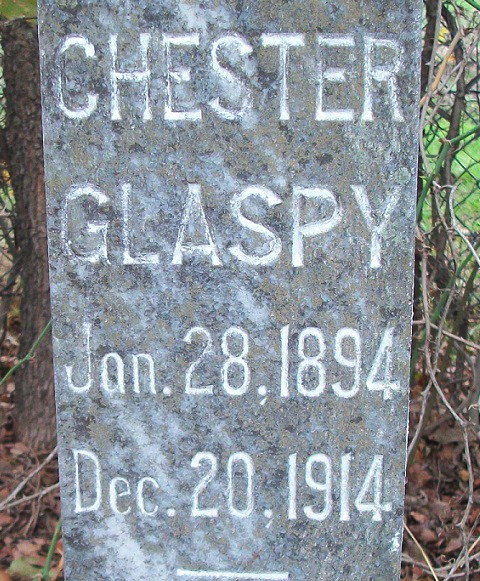 CHESTER
GLASPY
Jan. 28, 1894
Dec. 20, 1914